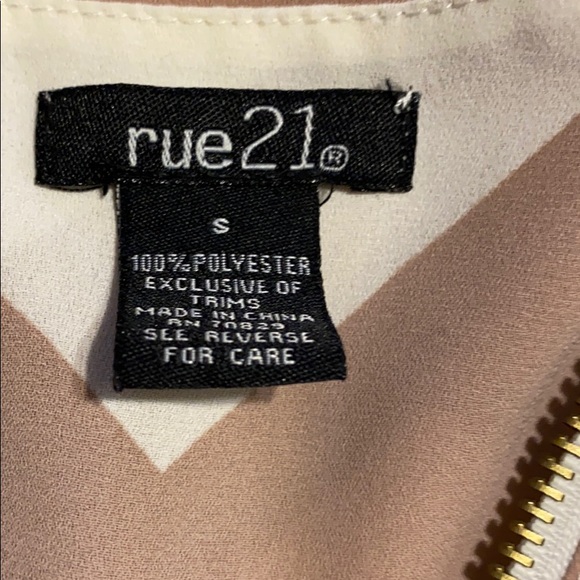 rue21®
S
100%POLYESTER
EXCLUSIVE OF
TRIMS
MADE IN CHINA
RN 70829
SEE REVERSE
FOR CARE